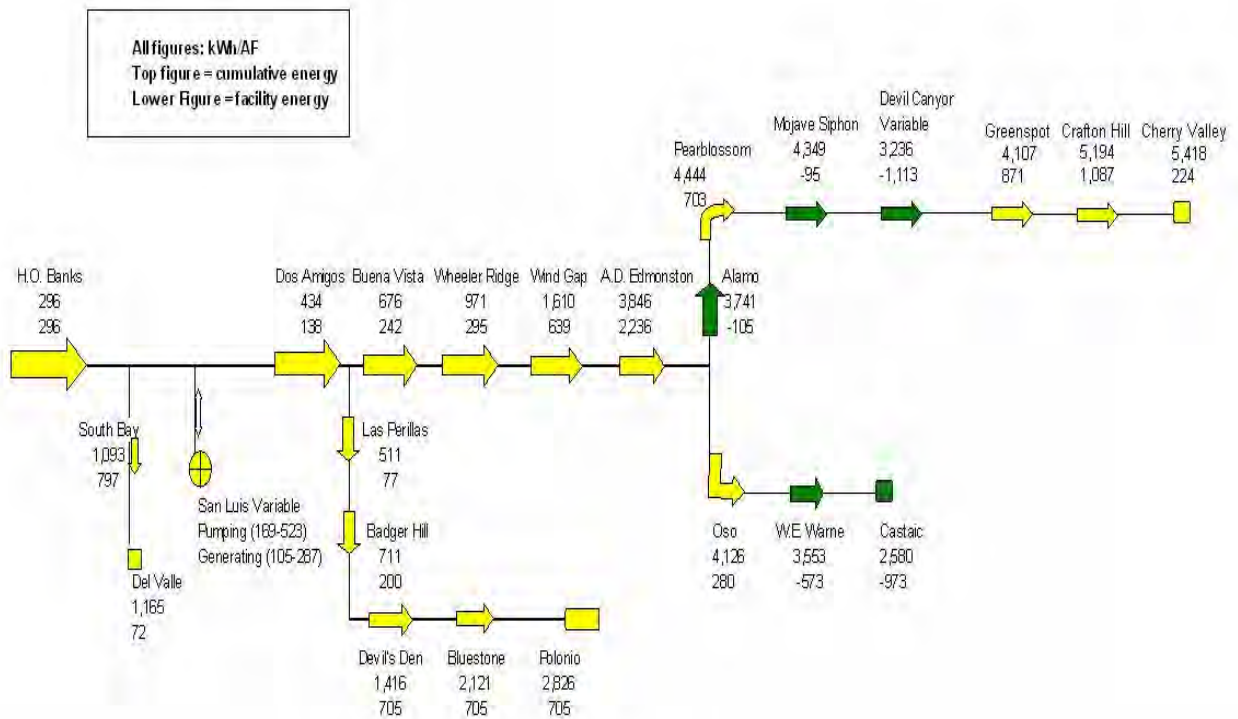 All figures: kWh/AF
Top figure = cumulative energy
Lower Figure = facility energy
H.O. Banks
296
296
South Bay
1,093
797
Del Valle
1,165
72
San Luis Variable
Pumping (169-523)
Generating (105-287)
Dos Amigos
434
138
Buena Vista
676
242
Wheeler Ridge
971
295
Wind Gap
1,610
639
A.D. Edmonston
3,846
2,236
Las Perillas
511
77
Badger Hill
711
200
Devil's Den
1,416
705
Bluestone
2,121
705
Polonio
2,826
705
Alamo
3,741
-105
Pearblossom
4,444
703
Mojave Siphon
4,349
-95
Devil Canyor
Variable
3,236
-1,113
Greenspot
4,107
871
Crafton Hill
5,194
1,087
Cherry Valley
5,418
224
Oso
4,126
280
W.E Warne
3,553
-573
Castaic
2,580
-973